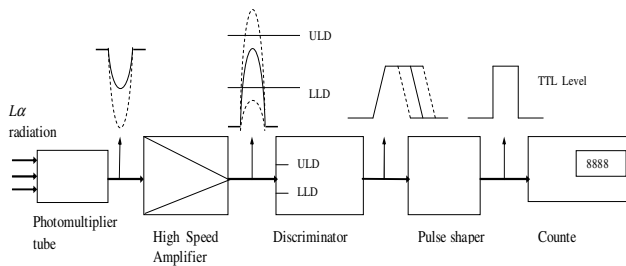 ULD
LLD
TTL Level
Lα
radiation
ULD
LLD
8888
Photomultiplier
tube
High Speed
Amplifier
Discriminator
Pulse shaper
Counte